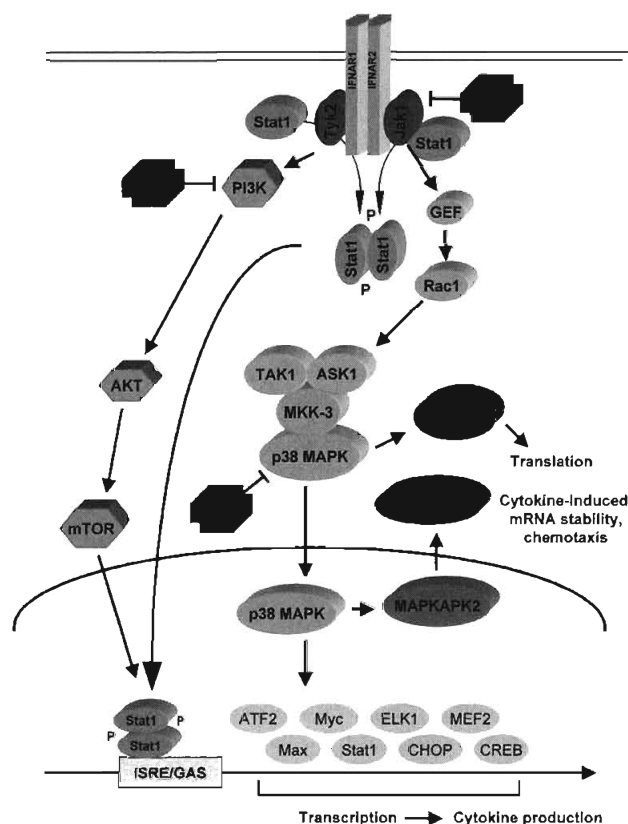 IFNAR1
IFNAR2
Stat1
Tyk2
Jak1
Stat1
PI3K
P
GEF
Stat1
Stat1
P
Rac1
TAK1
ASK1
AKT
MKK-3
p38 MAPK
Translation
Cytokine-Induced
mRNA stability,
chemotaxis
mTOR
p38 MAPK
MAPKAPK2
Stat1
P
P
Stat1
ATF2
Myc
ELK1
MEF2
Max
Stat1
CHOP
CREB
ISRE/GAS
Transcription
Cytokine production